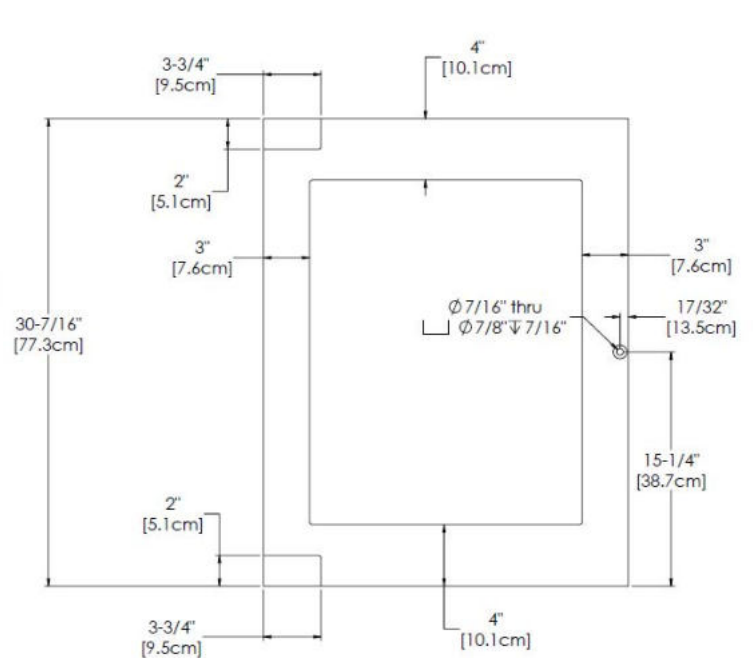 4"
[10.1cm]
3-3/4"
[9.5cm]
2"
[5.1cm]
3"
[7.6cm]
3"
[7.6cm]
Ø7/16" thru
⌴ Ø7/8"↧7/16"
17/32"
[13.5cm]
30-7/16"
[77.3cm]
15-1/4"
[38.7cm]
2"
[5.1cm]
3-3/4"
[9.5cm]
4"
[10.1cm]